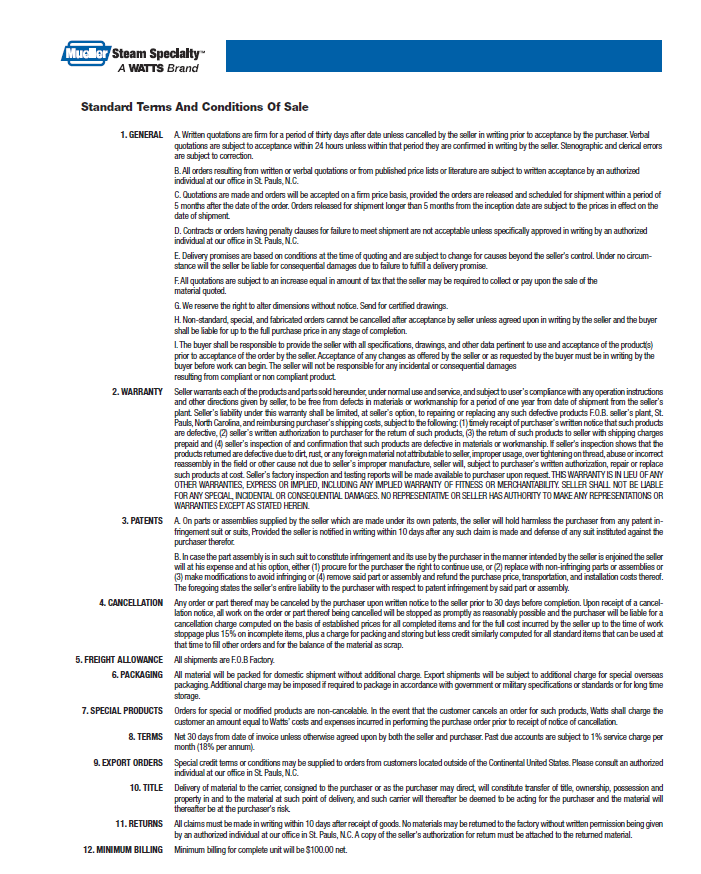 Mueller Steam Specialty™
A WATTS Brand
Standard Terms And Conditions Of Sale
1. GENERAL A. Written quotations are firm for a period of thirty days after date unless cancelled by the seller in writing prior to acceptance by the purchaser. Verbal
quotations are subject to acceptance within 24 hours unless within that period they are confirmed in writing by the seller. Stenographic and clerical errors
are subject to correction.
B. All orders resulting from written or verbal quotations or from published price lists or literature are subject to written acceptance by an authorized
individual at our office in St. Pauls, N.C.
C. Quotations are made and orders will be accepted on a firm price basis, provided the orders are released and scheduled for shipment within a period of
5 months after the date of the order. Orders released for shipment longer than 5 months from the inception date are subject to the prices in effect on the
date of shipment.
D. Contracts or orders having penalty clauses for failure to meet shipment are not acceptable unless specifically approved in writing by an authorized
individual at our office in St. Pauls, N.C.
E. Delivery promises are based on conditions at the time of quoting and are subject to change for causes beyond the seller's control. Under no circum-
stance will the seller be liable for consequential damages due to failure to fulfill a delivery promise.
F. All quotations are subject to an increase equal in amount of tax that the seller may be required to collect or pay upon the sale of the
material quoted.
G. We reserve the right to alter dimensions without notice. Send for certified drawings.
H. Non-standard, special, and fabricated orders cannot be cancelled after acceptance by seller unless agreed upon in writing by the seller and the buyer
shall be liable for up to the full purchase price in any stage of completion.
I. The buyer shall be responsible to provide the seller with all specifications, drawings, and other data pertinent to use and acceptance of the product(s)
prior to acceptance of the order by the seller. Acceptance of any changes as offered by the seller or as requested by the buyer must be in writing by the
buyer before work can begin. The seller will not be responsible for any incidental or consequential damages
resulting from compliant or non compliant product.
2. WARRANTY Seller warrants each of the products and parts sold hereunder, under normal use and service, and subject to user's compliance with any operation instructions
and other directions given by seller, to be free from defects in materials or workmanship for a period of one year from date of shipment from the seller's
plant. Seller's liability under this warranty shall be limited, at seller's option, to repairing or replacing any such defective products F.O.B. seller's plant, St.
Pauls, North Carolina, and reimbursing purchaser's shipping costs, subject to the following: (1) timely receipt of purchaser's written notice that such products
are defective, (2) seller's written authorization to purchaser for the return of such products, (3) the return of such products to seller with shipping charges
prepaid and (4) seller's inspection of and confirmation that such products are defective in materials or workmanship. If seller's inspection shows that the
products returned are defective due to dirt, rust, or any foreign material not attributable to seller, improper usage, over tightening on thread, abuse or incorrect
reassembly in the field or other cause not due to seller's improper manufacture, seller will, subject to purchaser's written authorization, repair or replace
such products at cost. Seller's factory inspection and testing reports will be made available to purchaser upon request. THIS WARRANTY IS IN LIEU OF ANY
OTHER WARRANTIES, EXPRESS OR IMPLIED, INCLUDING ANY IMPLIED WARRANTY OF FITNESS OR MERCHANTABILITY. SELLER SHALL NOT BE LIABLE
FOR ANY SPECIAL, INCIDENTAL OR CONSEQUENTIAL DAMAGES. NO REPRESENTATIVE OR SELLER HAS AUTHORITY TO MAKE ANY REPRESENTATIONS OR
WARRANTIES EXCEPT AS STATED HEREIN.
3. PATENTS A. On parts or assemblies supplied by the seller which are made under its own patents, the seller will hold harmless the purchaser from any patent in-
fringement suit or suits, Provided the seller is notified in writing within 10 days after any such claim is made and defense of any suit instituted against the
purchaser therefor.
B. In case the part assembly is in such suit to constitute infringement and its use by the purchaser in the manner intended by the seller is enjoined the seller
will at his expense and at his option, either (1) procure for the purchaser the right to continue use, or (2) replace with non-infringing parts or assemblies or
(3) make modifications to avoid infringing or (4) remove said part or assembly and refund the purchase price, transportation, and installation costs thereof.
The foregoing states the seller's entire liability to the purchaser with respect to patent infringement by said part or assembly.
4. CANCELLATION Any order or part thereof may be canceled by the purchaser upon written notice to the seller prior to 30 days before completion. Upon receipt of a cancel-
lation notice, all work on the order or part thereof being cancelled will be stopped as promptly as reasonably possible and the purchaser will be liable for a
cancellation charge computed on the basis of established prices for all completed items and for the full cost incurred by the seller up to the time of work
stoppage plus 15% on incomplete items, plus a charge for packing and storing but less credit similarly computed for all standard items that can be used at
that time to fill other orders and for the balance of the material as scrap.
5. FREIGHT ALLOWANCE All shipments are F.O.B Factory.
6. PACKAGING All material will be packed for domestic shipment without additional charge. Export shipments will be subject to additional charge for special overseas
packaging. Additional charge may be imposed if required to package in accordance with government or military specifications or standards or for long time
storage.
7. SPECIAL PRODUCTS Orders for special or modified products are non-cancelable. In the event that the customer cancels an order for such products, Watts shall charge the
customer an amount equal to Watts' costs and expenses incurred in performing the purchase order prior to receipt of notice of cancellation.
8. TERMS Net 30 days from date of invoice unless otherwise agreed upon by both the seller and purchaser. Past due accounts are subject to 1% service charge per
month (18% per annum).
9. EXPORT ORDERS Special credit terms or conditions may be supplied to orders from customers located outside of the Continental United States. Please consult an authorized
individual at our office in St. Pauls, N.C.
10. TITLE Delivery of material to the carrier, consigned to the purchaser or as the purchaser may direct, will constitute transfer of title, ownership, possession and
property in and to the material at such point of delivery, and such carrier will thereafter be deemed to be acting for the purchaser and the material will
thereafter be at the purchaser's risk.
11. RETURNS All claims must be made in writing within 10 days after receipt of goods. No materials may be returned to the factory without written permission being given
by an authorized individual at our office in St. Pauls, N.C. A copy of the seller's authorization for return must be attached to the returned material.
12. MINIMUM BILLING Minimum billing for complete unit will be $100.00 net.